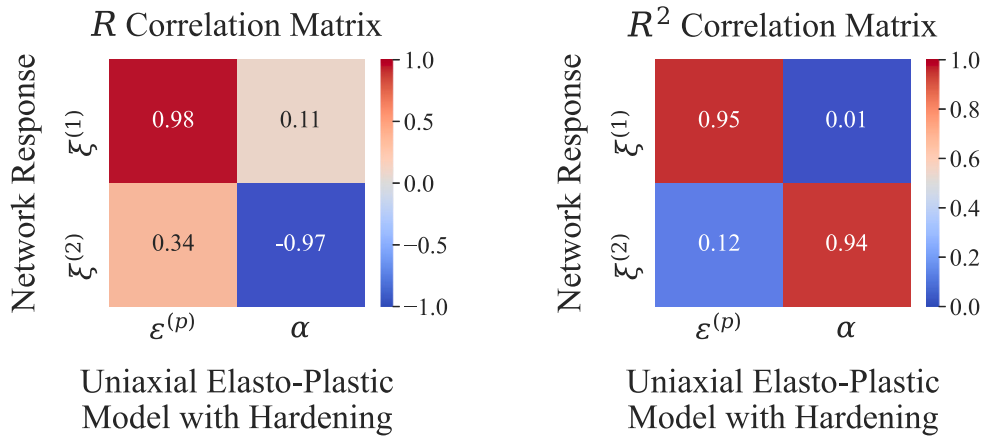 R Correlation Matrix
Network Response
ξ⁽¹⁾
ξ⁽²⁾
0.98
0.11
0.34
-0.97
1.0
0.5
0.0
−0.5
−1.0
ε⁽ᵖ⁾
α
Uniaxial Elasto-Plastic
Model with Hardening
R² Correlation Matrix
Network Response
ξ⁽¹⁾
ξ⁽²⁾
0.95
0.01
0.12
0.94
1.0
0.8
0.6
0.4
0.2
0.0
ε⁽ᵖ⁾
α
Uniaxial Elasto-Plastic
Model with Hardening